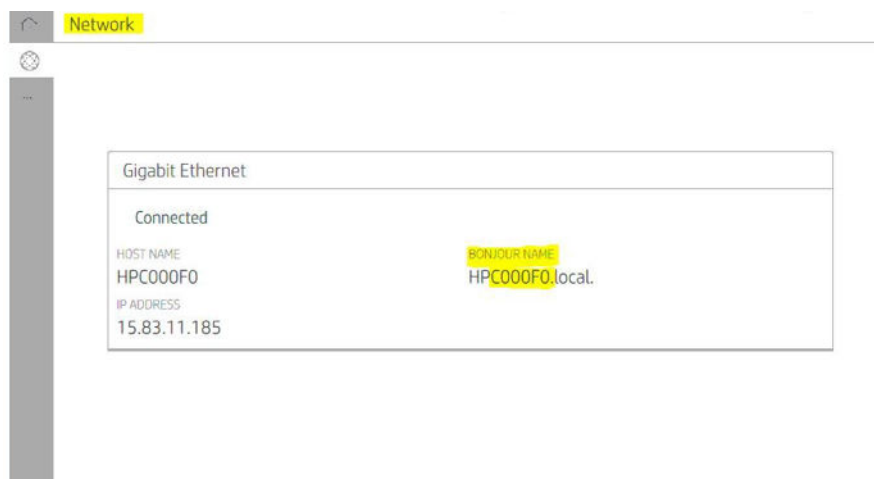 Network
Gigabit Ethernet
Connected
HOST NAME
HPC000F0
BONJOUR NAME
HPC000F0.local.
IP ADDRESS
15.83.11.185